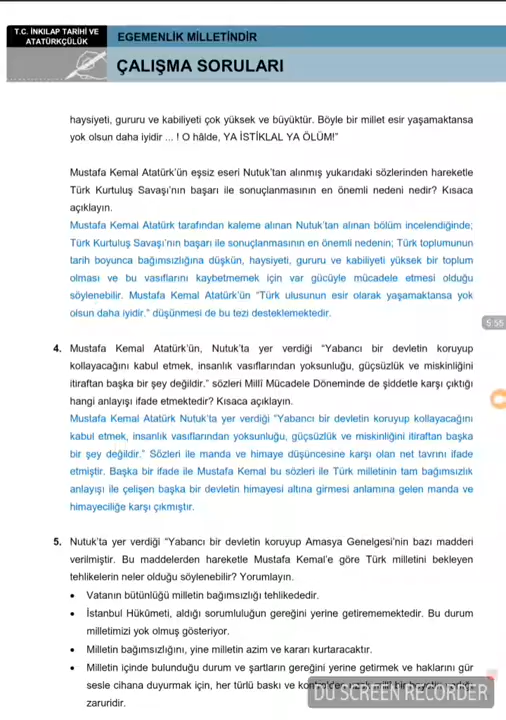 T.C. İNKILAP TARİHİ VE
ATATÜRKÇÜLÜK
EGEMENLİK MİLLETİNDİR
ÇALIŞMA SORULARI
haysiyeti, gururu ve kabiliyeti çok yüksek ve büyüktür. Böyle bir millet esir yaşamaktansa
yok olsun daha iyidir ... ! O hâlde, YA İSTİKLAL YA ÖLÜM!”
Mustafa Kemal Atatürk’ün eşsiz eseri Nutuk’tan alınmış yukarıdaki sözlerinden hareketle
Türk Kurtuluş Savaşı’nın başarı ile sonuçlanmasının en önemli nedeni nedir? Kısaca
açıklayın.
Mustafa Kemal Atatürk tarafından kaleme alınan Nutuk’tan alınan bölüm incelendiğinde;
Türk Kurtuluş Savaşı’nın başarı ile sonuçlanmasının en önemli nedenin; Türk toplumunun
tarih boyunca bağımsızlığına düşkün, haysiyeti, gururu ve kabiliyeti yüksek bir toplum
olması ve bu vasıflarını kaybetmemek için var gücüyle mücadele etmesi olduğu
söylenebilir. Mustafa Kemal Atatürk’ün “Türk ulusunun esir olarak yaşamaktansa yok
olsun daha iyidir.” düşünmesi de bu tezi desteklemektedir.
5:55
4. Mustafa Kemal Atatürk’ün, Nutuk’ta yer verdiği “Yabancı bir devletin koruyup
kollayacağını kabul etmek, insanlık vasıflarından yoksunluğu, güçsüzlük ve miskinliğini
itiraftan başka bir şey değildir.” sözleri Millî Mücadele Döneminde de şiddetle karşı çıktığı
hangi anlayışı ifade etmektedir? Kısaca açıklayın.
Mustafa Kemal Atatürk Nutuk’ta yer verdiği “Yabancı bir devletin koruyup kollayacağını
kabul etmek, insanlık vasıflarından yoksunluğu, güçsüzlük ve miskinliğini itiraftan başka
bir şey değildir.” Sözleri ile manda ve himaye düşüncesine karşı olan net tavrını ifade
etmiştir. Başka bir ifade ile Mustafa Kemal bu sözleri ile Türk milletinin tam bağımsızlık
anlayışı ile çelişen başka bir devletin himayesi altına girmesi anlamına gelen manda ve
himayeciliğe karşı çıkmıştır.
5. Nutuk’ta yer verdiği “Yabancı bir devletin koruyup Amasya Genelgesi’nin bazı madderi
verilmiştir. Bu maddelerden hareketle Mustafa Kemal’e göre Türk milletini bekleyen
tehlikelerin neler olduğu söylenebilir? Yorumlayın.
• Vatanın bütünlüğü milletin bağımsızlığı tehlikededir.
• İstanbul Hükûmeti, aldığı sorumluluğun gereğini yerine getirememektedir. Bu durum
milletimizi yok olmuş gösteriyor.
• Milletin bağımsızlığını, yine milletin azim ve kararı kurtaracaktır.
• Milletin içinde bulunduğu durum ve şartların gereğini yerine getirmek ve haklarını gür
sesle cihana duyurmak için, her türlü baskı ve
zaruridir.
DU SCREEN RECORDER